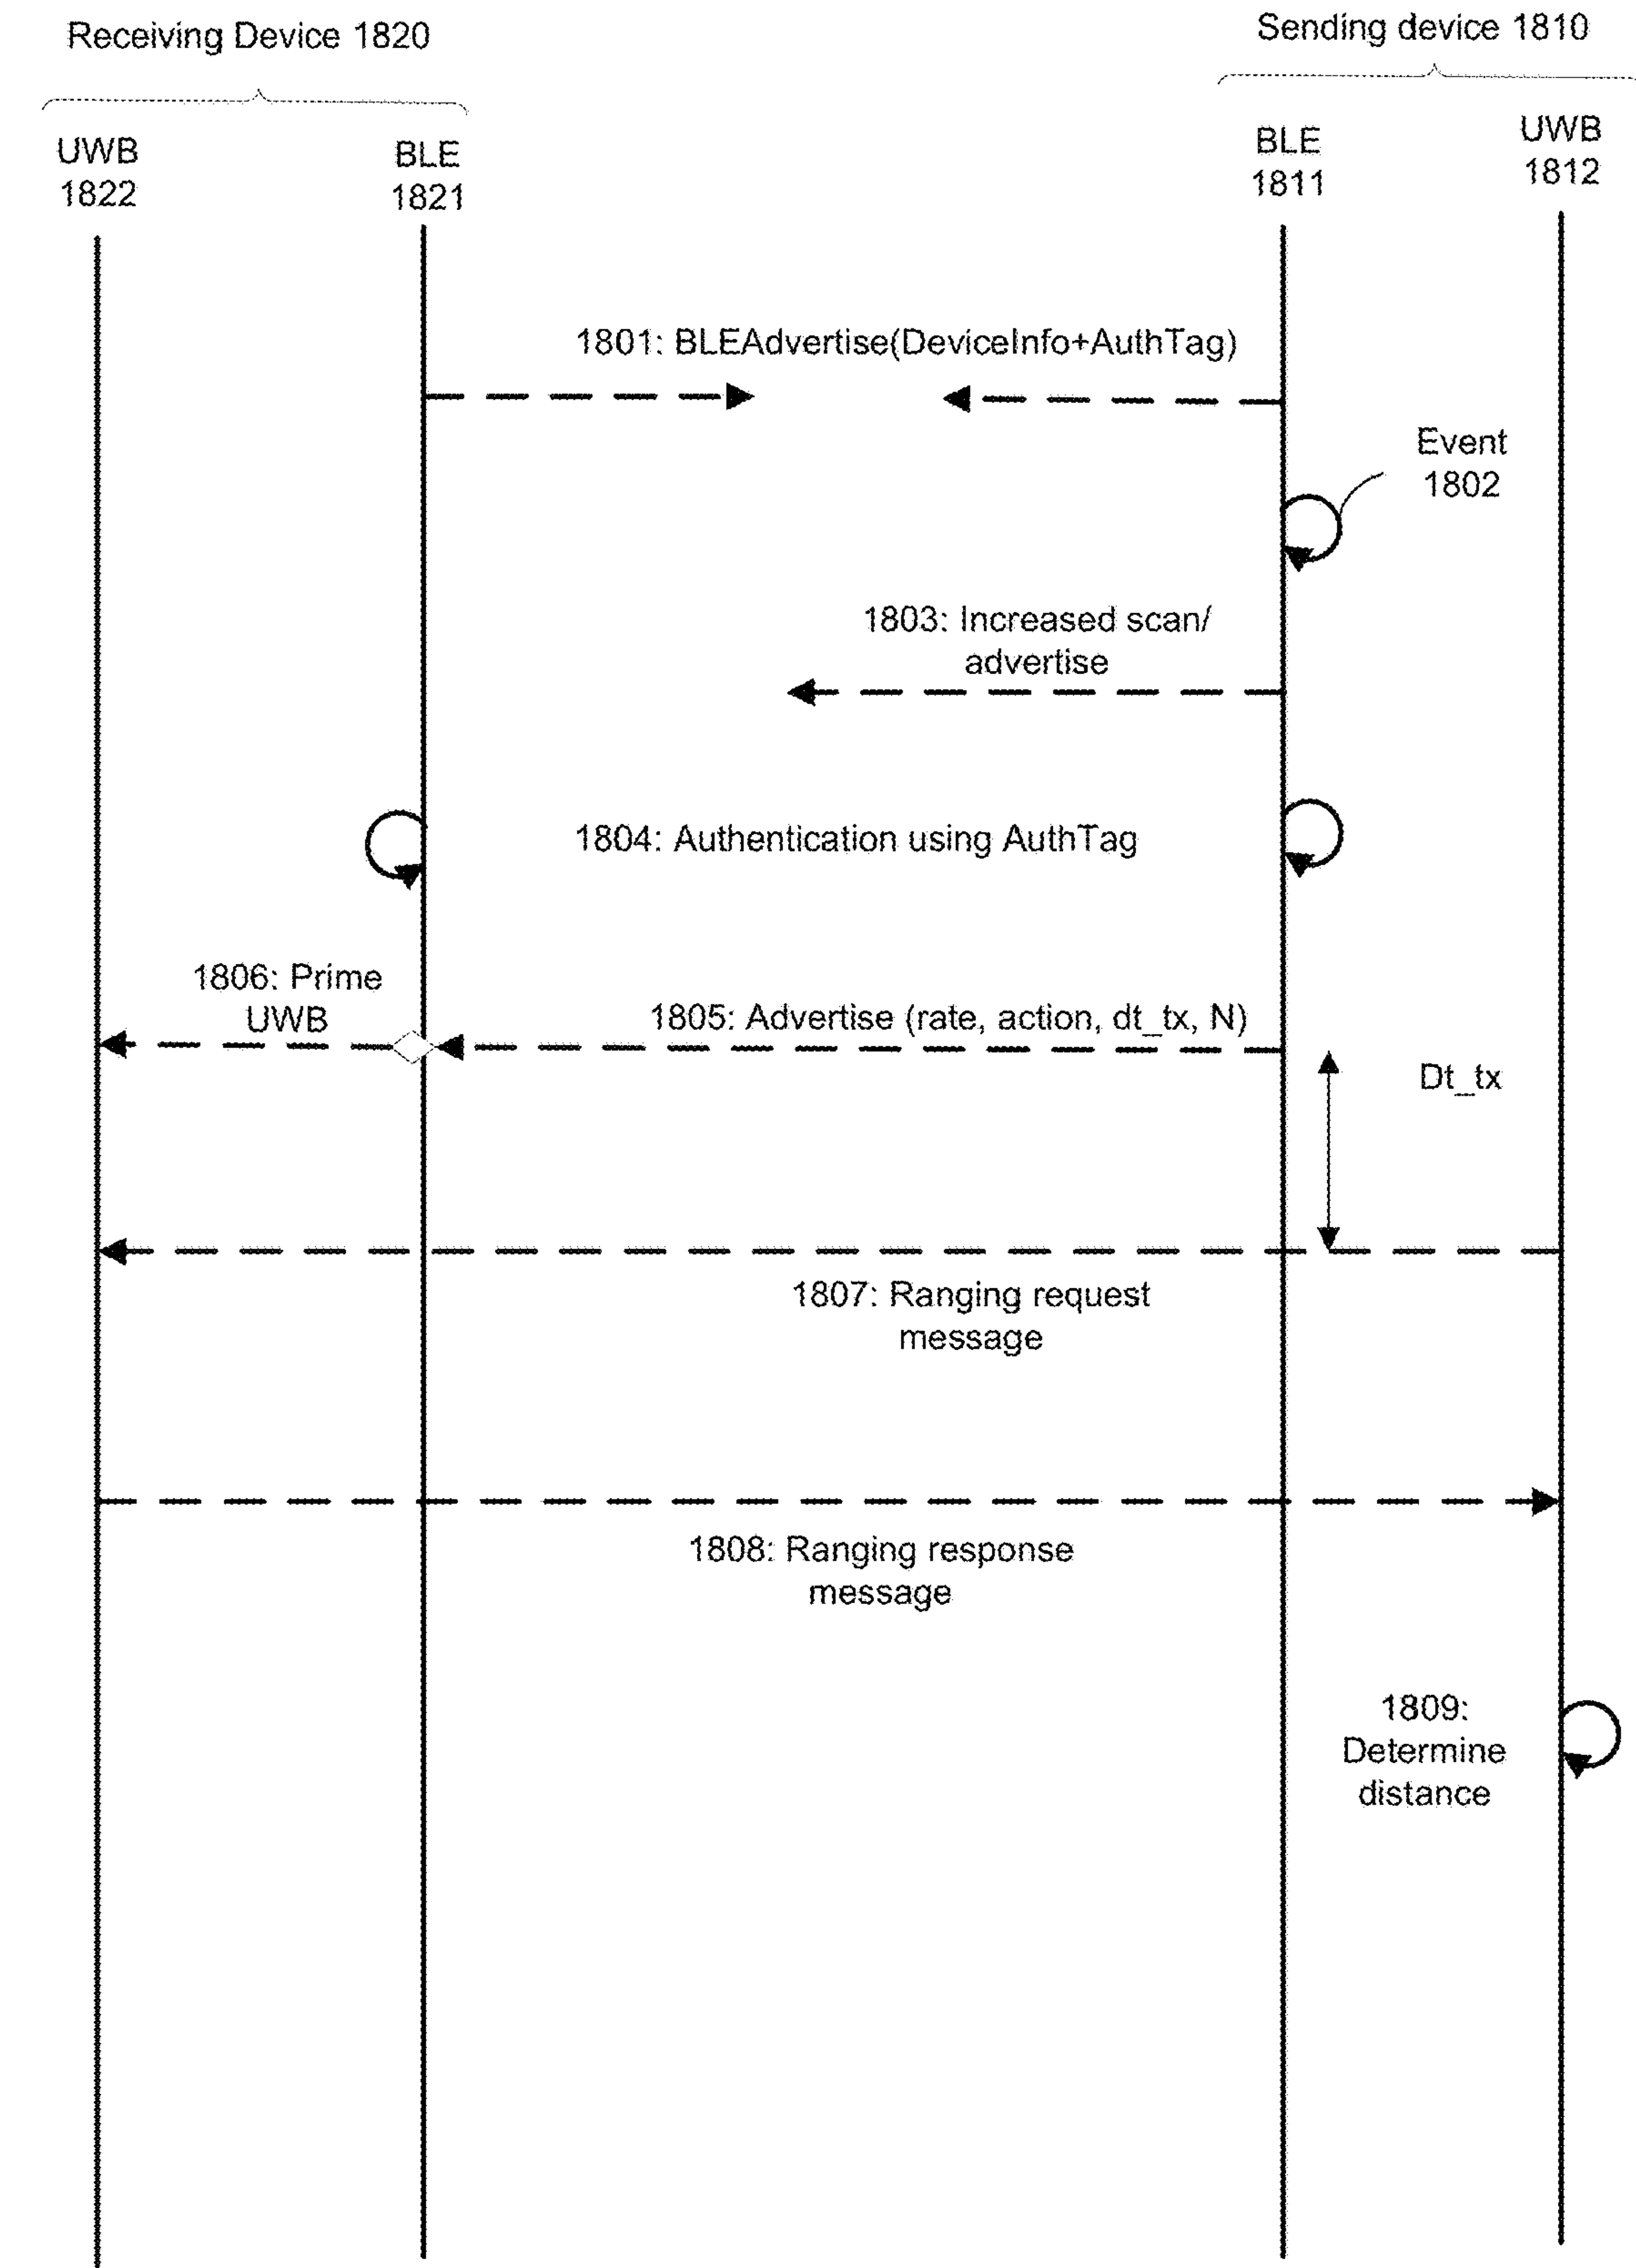 Receiving Device 1820
Sending device 1810
UWB
1822
BLE
1821
BLE
1811
UWB
1812
1801: BLEAdvertise(DeviceInfo+AuthTag)
Event
1802
1803: Increased scan/
advertise
1804: Authentication using AuthTag
1806: Prime
UWB
1805: Advertise (rate, action, dt_tx, N)
Dt_tx
1807: Ranging request
message
1808: Ranging response
message
1809:
Determine
distance